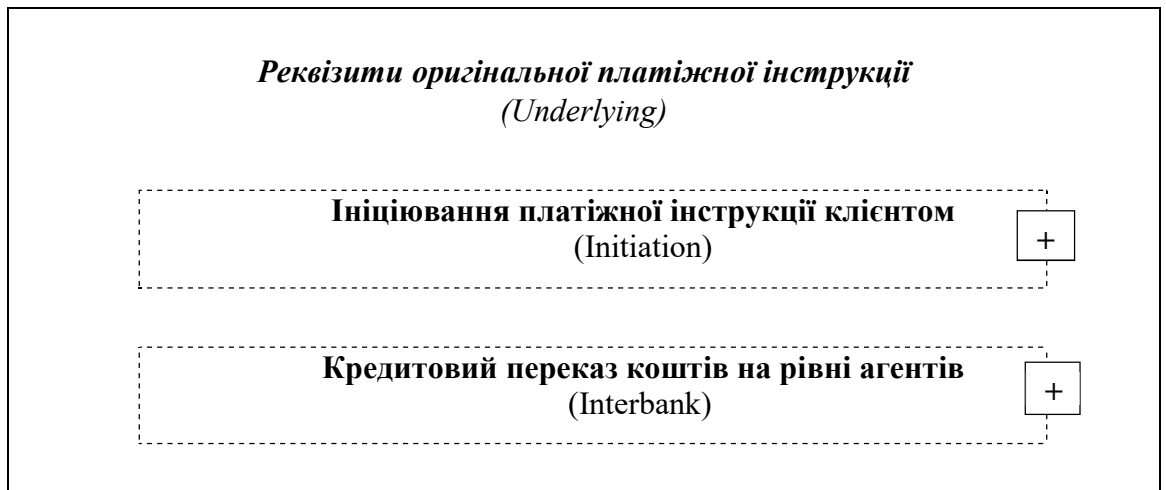 Реквізити оригінальної платіжної інструкції
(Underlying)
Ініціювання платіжної інструкції клієнтом
(Initiation)
+
Кредитовий переказ коштів на рівні агентів
(Interbank)
+